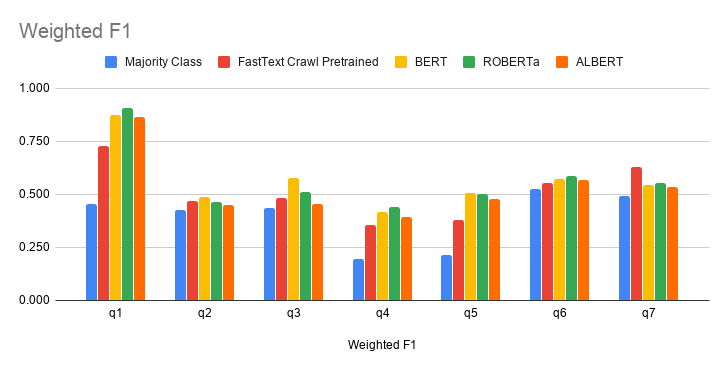 Weighted F1
Majority Class FastText Crawl Pretrained BERT ROBERTa ALBERT
1.000
0.750
0.500
0.250
0.000
q1 q2 q3 q4 q5 q6 q7
Weighted F1